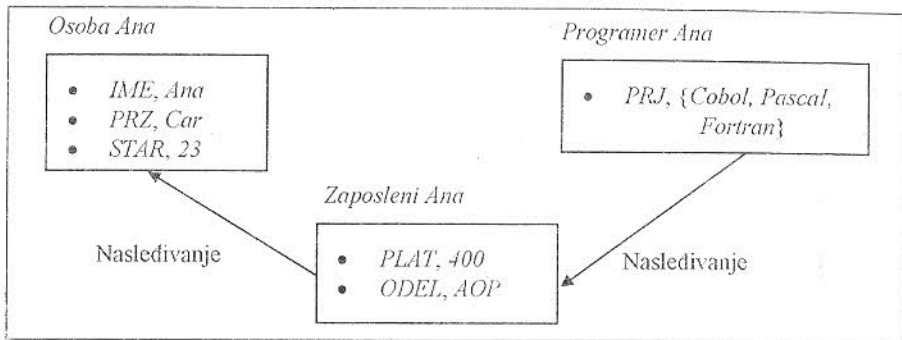 Osoba Ana
• IME, Ana
• PRZ, Car
• STAR, 23
Programer Ana
• PRJ, {Cobol, Pascal,
Fortran}
Zaposleni Ana
• PLAT, 400
• ODEL, AOP
Nasleđivanje
Nasleđivanje